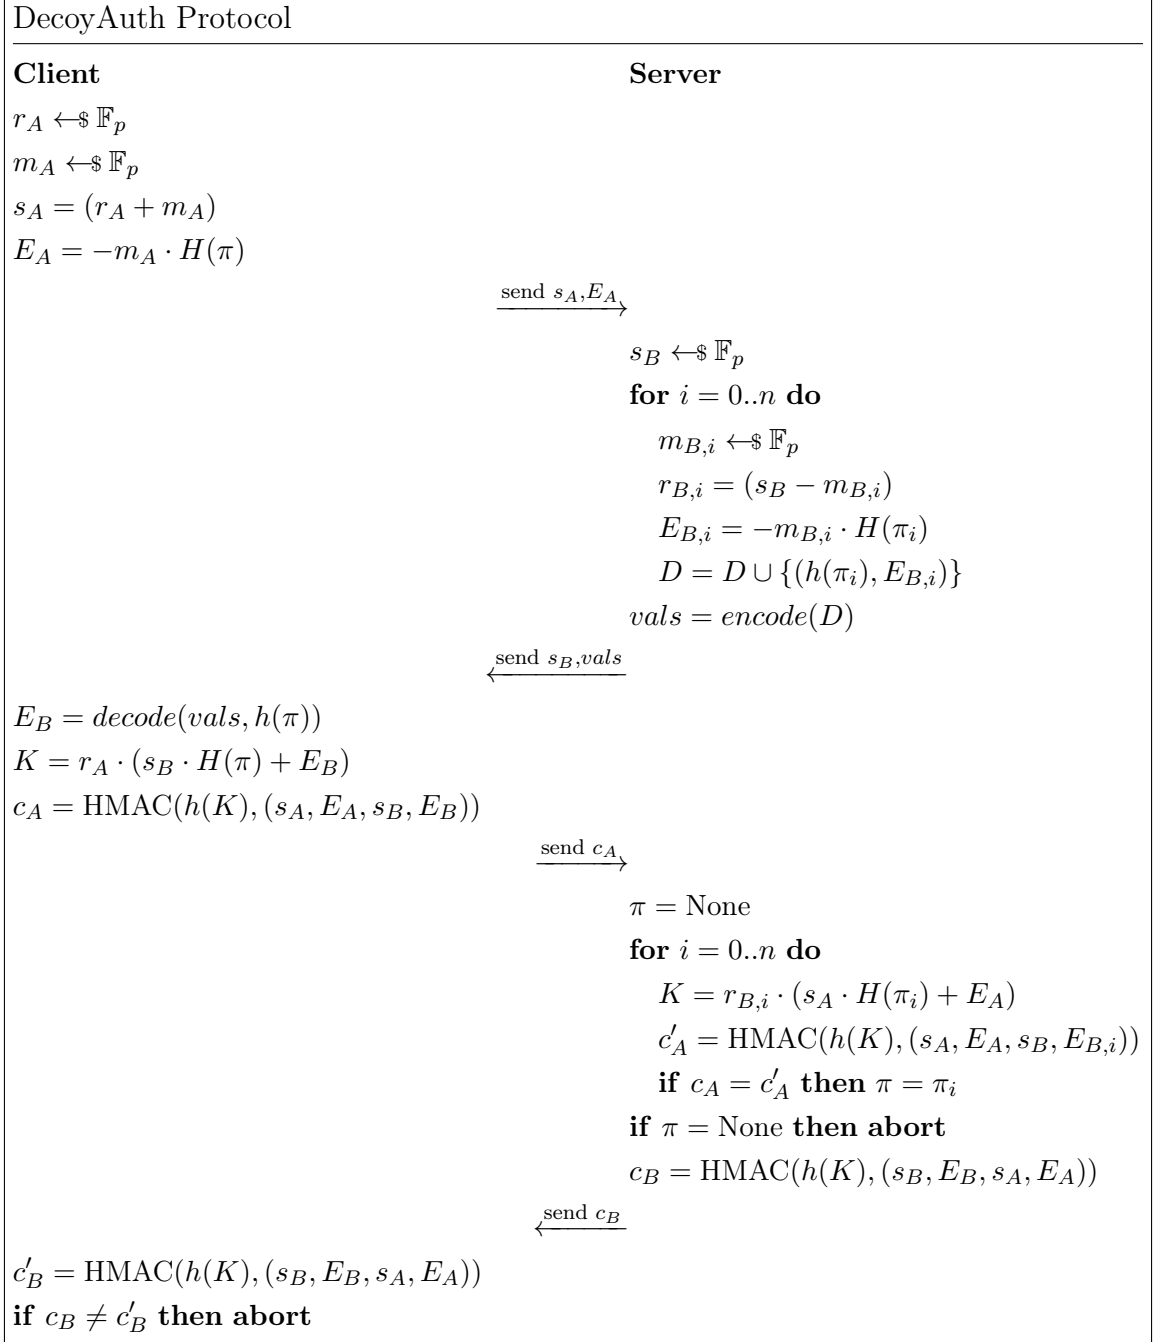 DecoyAuth Protocol
Client Server
r_A ←$ 𝔽_p
m_A ←$ 𝔽_p
s_A = (r_A + m_A)
E_A = −m_A · H(π)
send s_A,E_A
s_B ←$ 𝔽_p
for i = 0..n do
m_{B,i} ←$ 𝔽_p
r_{B,i} = (s_B − m_{B,i})
E_{B,i} = −m_{B,i} · H(π_i)
D = D ∪ {(h(π_i), E_{B,i})}
vals = encode(D)
send s_B,vals
E_B = decode(vals, h(π))
K = r_A · (s_B · H(π) + E_B)
c_A = HMAC(h(K), (s_A, E_A, s_B, E_B))
send c_A
π = None
for i = 0..n do
K = r_{B,i} · (s_A · H(π_i) + E_A)
c′_A = HMAC(h(K), (s_A, E_A, s_B, E_{B,i}))
if c_A = c′_A then π = π_i
if π = None then abort
c_B = HMAC(h(K), (s_B, E_B, s_A, E_A))
send c_B
c′_B = HMAC(h(K), (s_B, E_B, s_A, E_A))
if c_B ≠ c′_B then abort